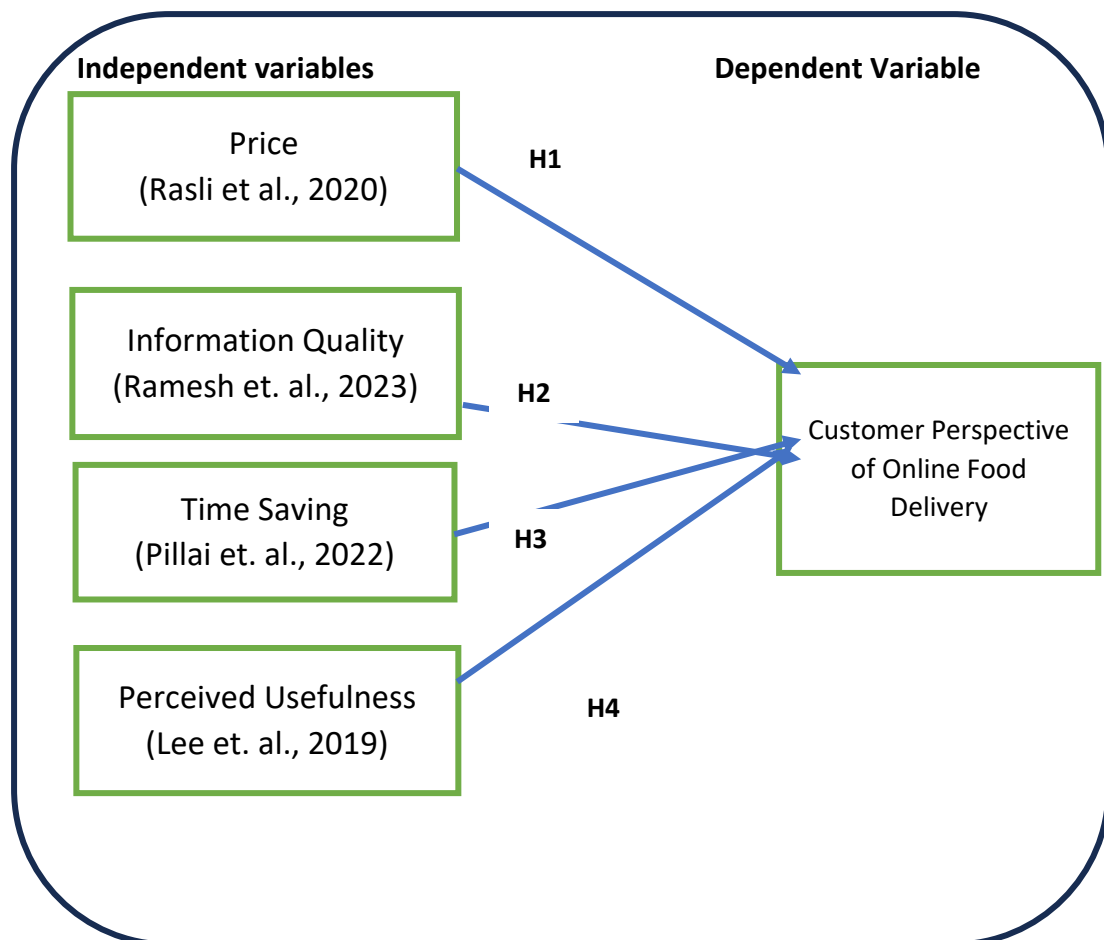 Independent variables
Dependent Variable
Price
(Rasli et al., 2020)
H1
Information Quality
(Ramesh et. al., 2023)
H2
Customer Perspective
of Online Food
Delivery
Time Saving
(Pillai et. al., 2022)
H3
Perceived Usefulness
(Lee et. al., 2019)
H4